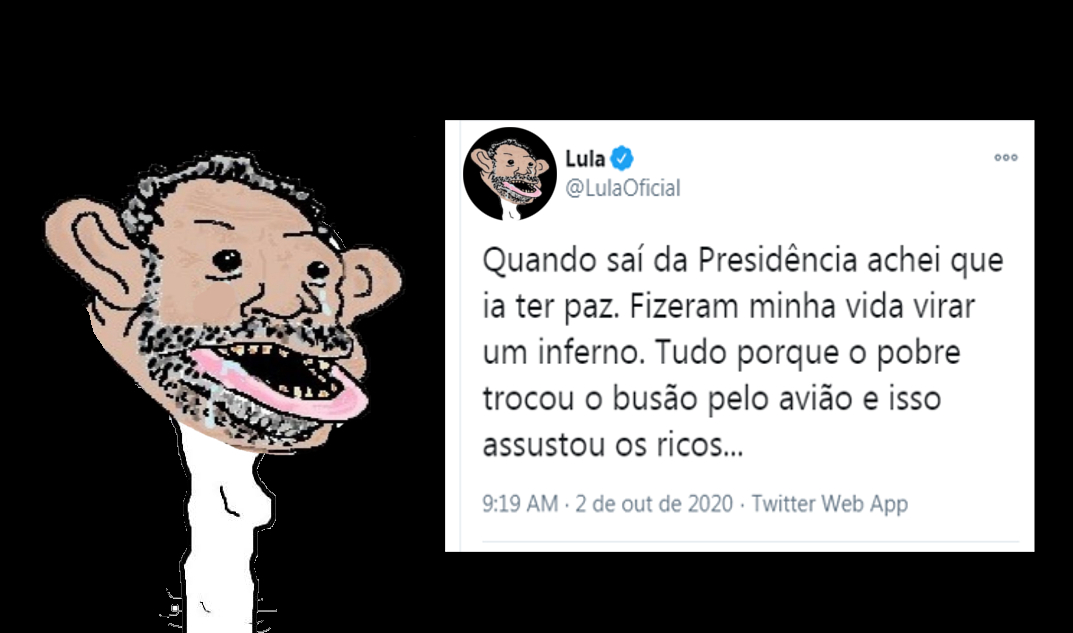 Lula
@LulaOficial
Quando saí da Presidência achei que
ia ter paz. Fizeram minha vida virar
um inferno. Tudo porque o pobre
trocou o busão pelo avião e isso
assustou os ricos...
9:19 AM · 2 de out de 2020 · Twitter Web App